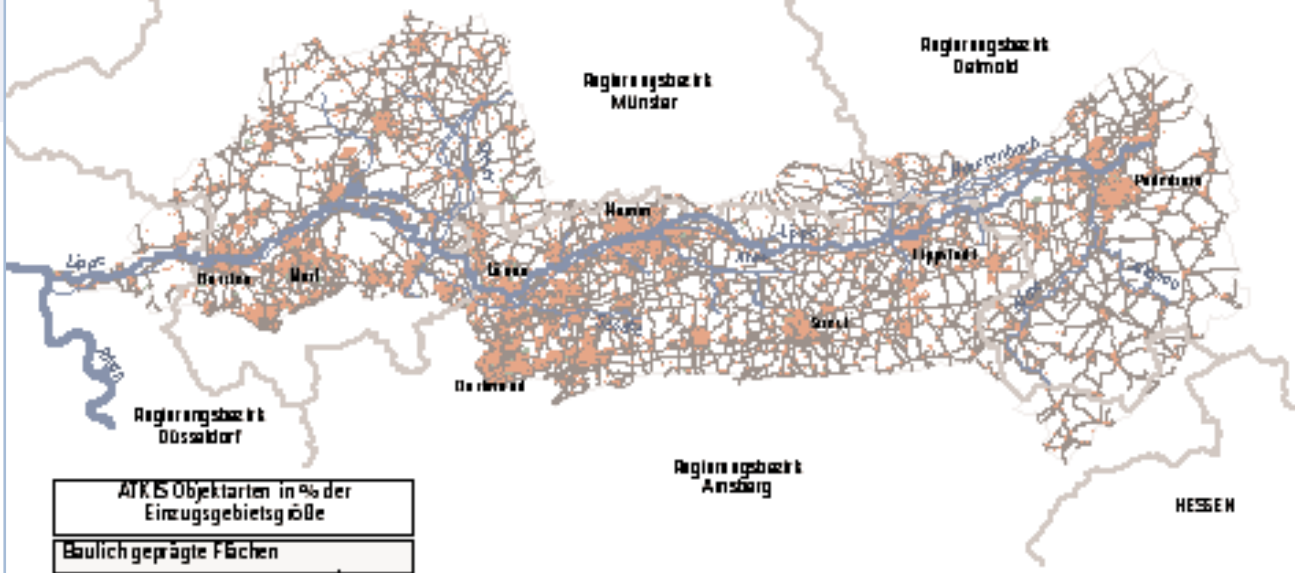 Regierungsbezirk
Detmold
Regierungsbezirk
Münster
Paderborn
Hamm
Lippe
Lippstadt
Lippe
Dorsten
Marl
Lünen
Soest
Dortmund
Regierungsbezirk
Düsseldorf
Regierungsbezirk
Arnsberg
HESSEN
ATKIS Objektarten in % der
Einzugsgebietsgröße
Baulich geprägte Flächen